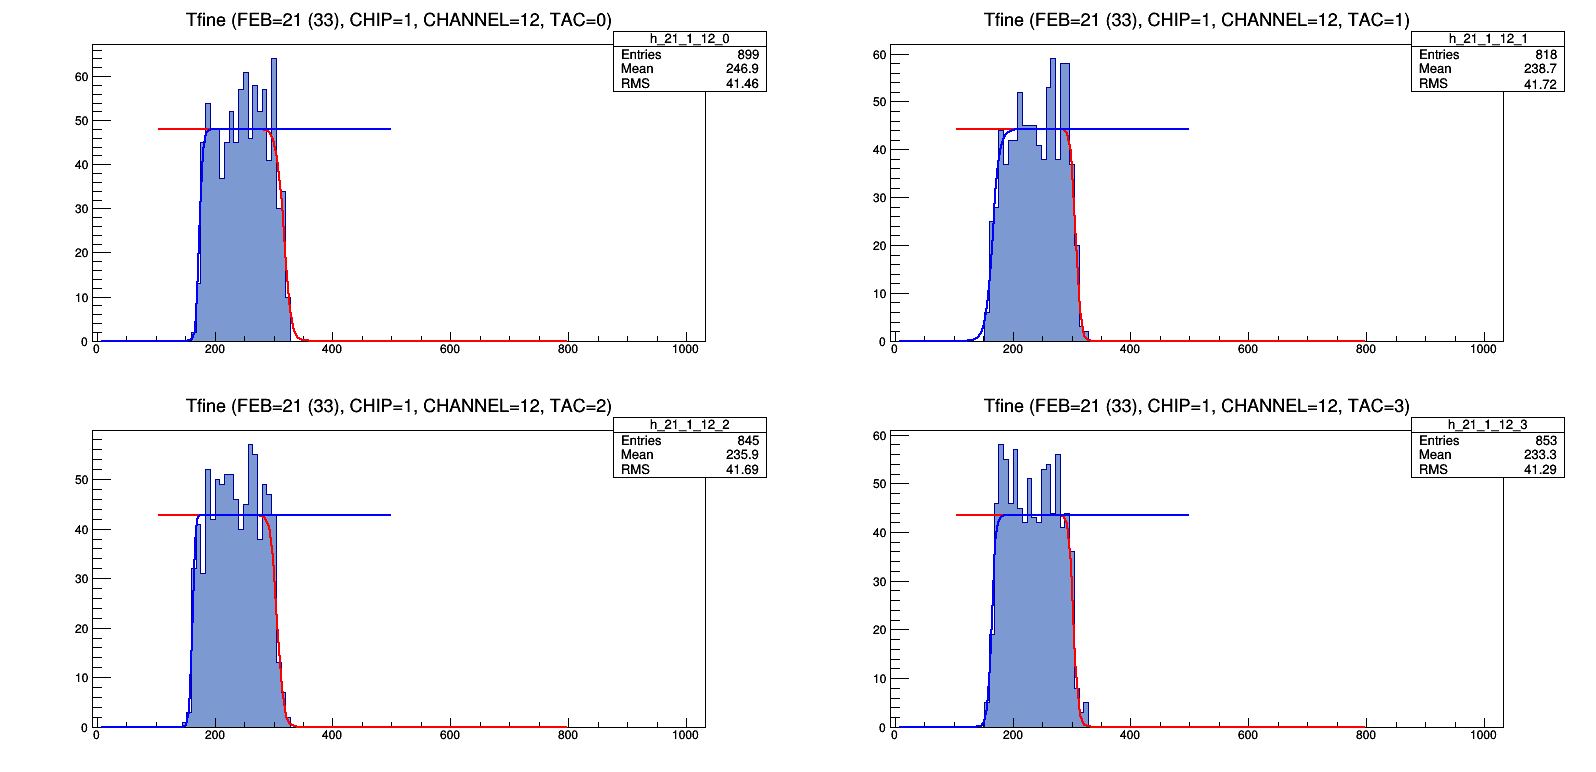 Tfine (FEB=21 (33), CHIP=1, CHANNEL=12, TAC=0)
h_21_1_12_0
Entries 899
Mean 246.9
RMS 41.46
60
50
40
30
20
10
0
0 200 400 600 800 1000
Tfine (FEB=21 (33), CHIP=1, CHANNEL=12, TAC=1)
h_21_1_12_1
Entries 818
Mean 238.7
RMS 41.72
60
50
40
30
20
10
0
0 200 400 600 800 1000
Tfine (FEB=21 (33), CHIP=1, CHANNEL=12, TAC=2)
h_21_1_12_2
Entries 845
Mean 235.9
RMS 41.69
50
40
30
20
10
0
0 200 400 600 800 1000
Tfine (FEB=21 (33), CHIP=1, CHANNEL=12, TAC=3)
h_21_1_12_3
Entries 853
Mean 233.3
RMS 41.29
60
50
40
30
20
10
0
0 200 400 600 800 1000